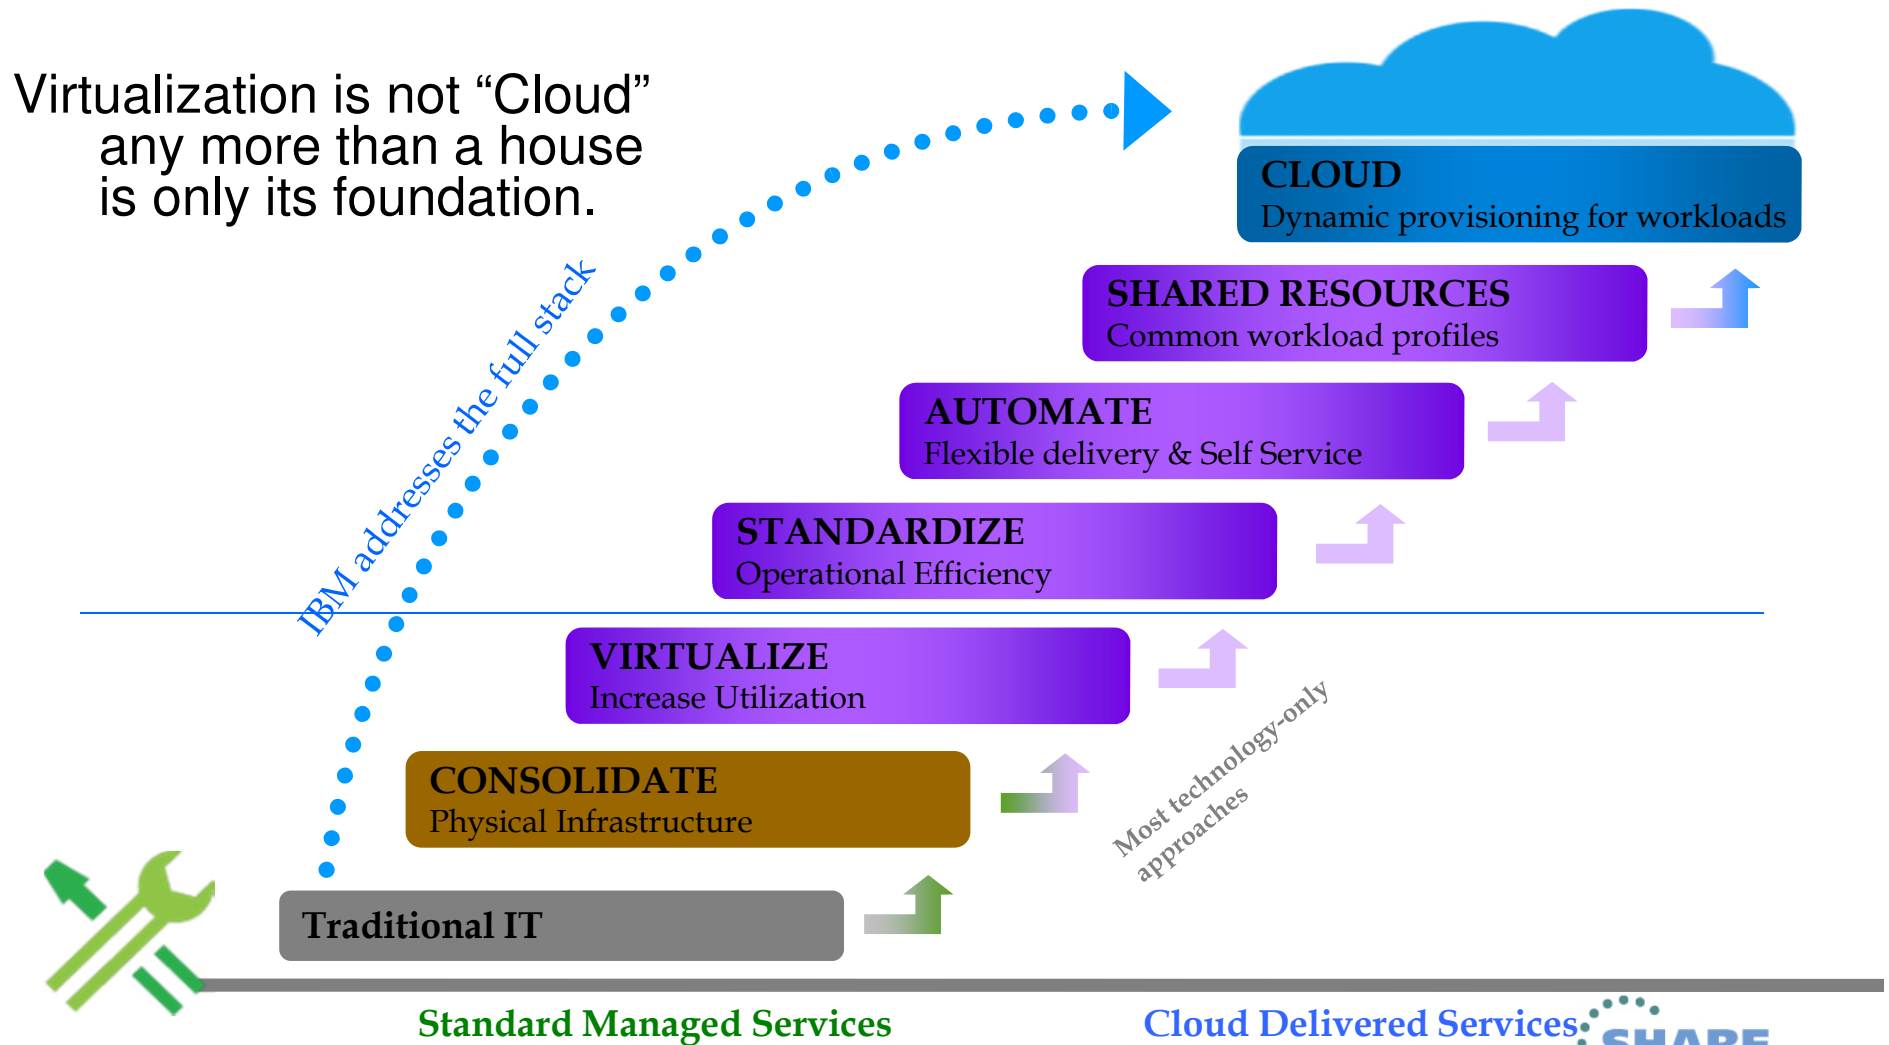 Virtualization is not “Cloud”
any more than a house
is only its foundation.
CLOUD
Dynamic provisioning for workloads
SHARED RESOURCES
Common workload profiles
AUTOMATE
Flexible delivery & Self Service
IBM addresses the full stack
STANDARDIZE
Operational Efficiency
VIRTUALIZE
Increase Utilization
Most technology-only
approaches
CONSOLIDATE
Physical Infrastructure
Traditional IT
Standard Managed Services
Cloud Delivered Services
SHARE